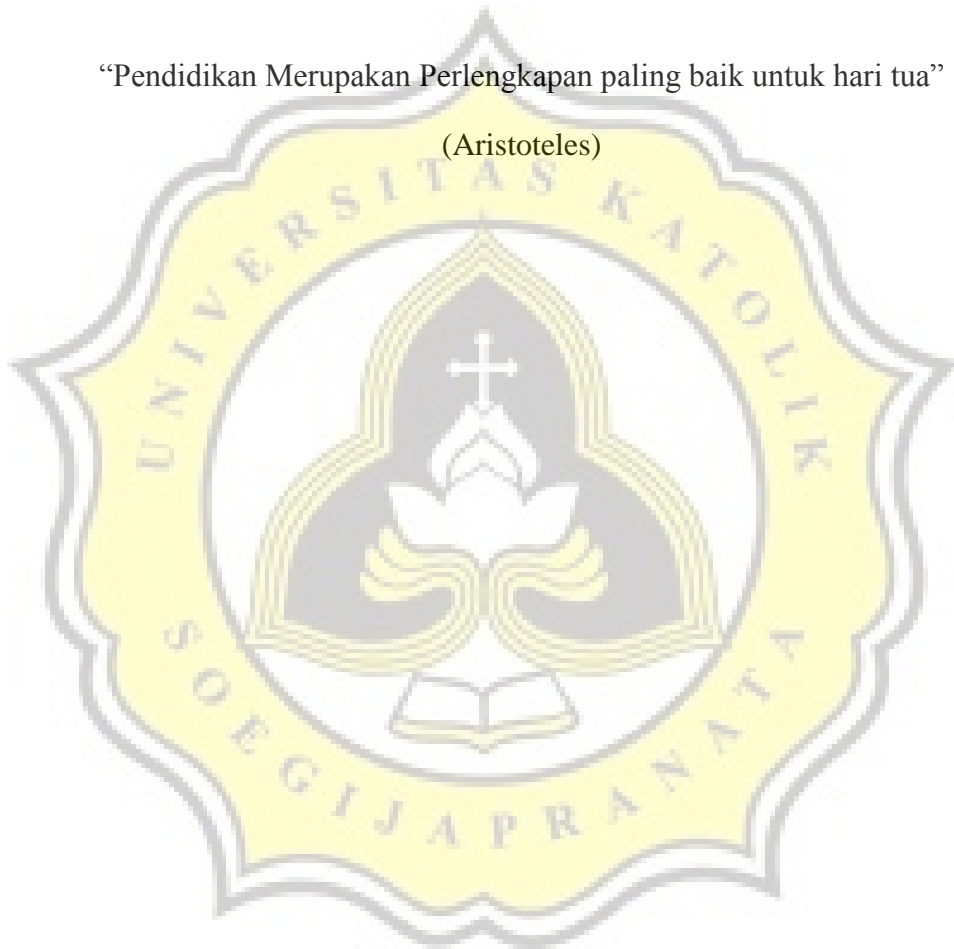 “Pendidikan Merupakan Perlengkapan paling baik untuk hari tua”
(Aristoteles)
UNIVERSITAS KATOLIK
SOEGIJAPRANATA